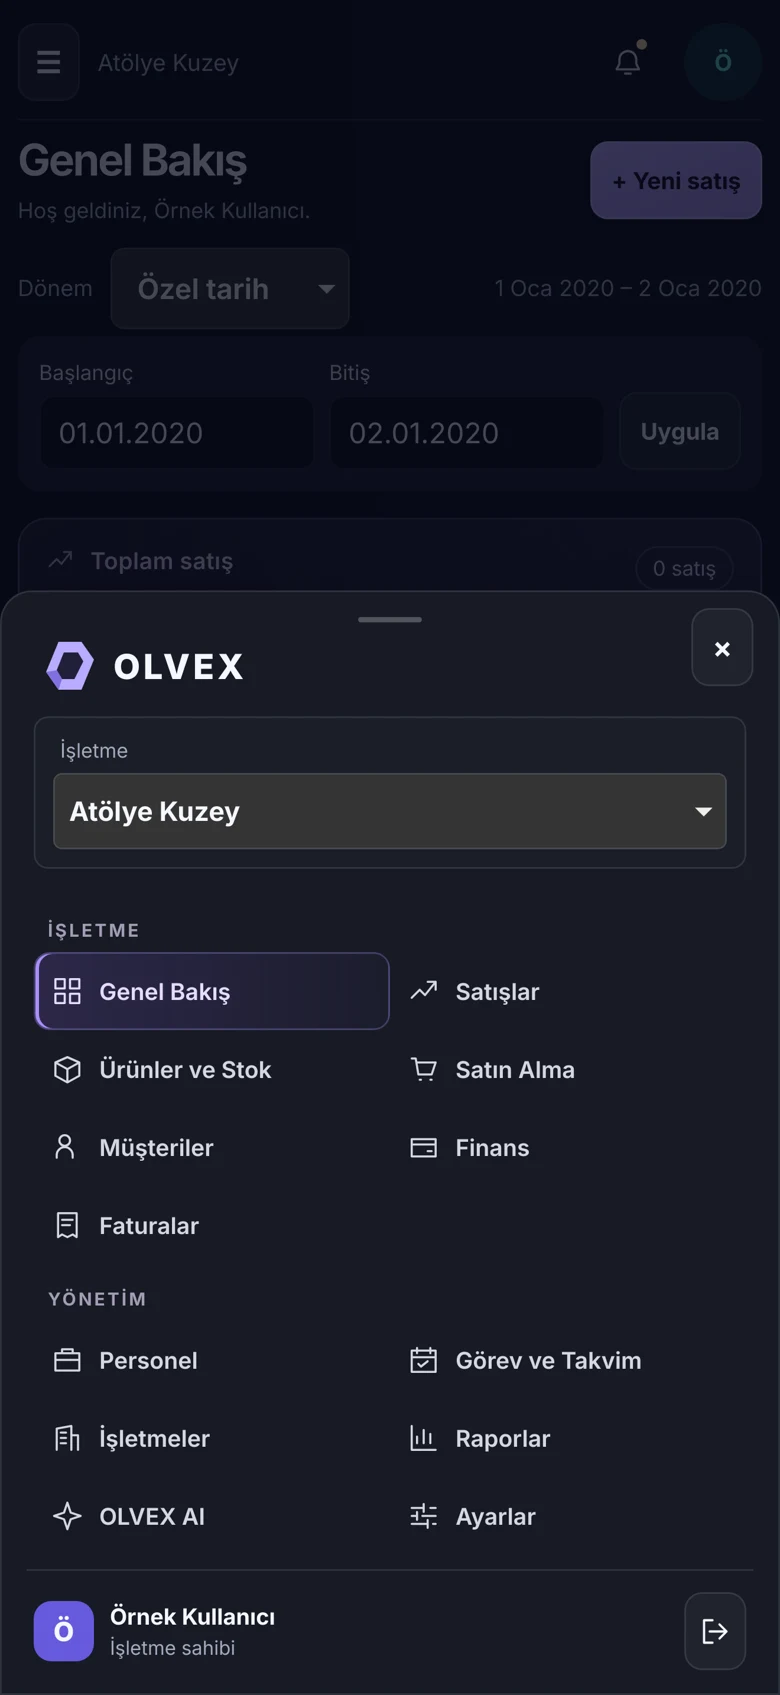 Atölye Kuzey
Ö
Genel Bakış
+ Yeni satış
Hoş geldiniz, Örnek Kullanıcı.
Dönem
Özel tarih
1 Oca 2020 – 2 Oca 2020
Başlangıç
Bitiş
01.01.2020
02.01.2020
Uygula
Toplam satış
0 satış
OLVEX
İşletme
Atölye Kuzey
İŞLETME
Genel Bakış
Satışlar
Ürünler ve Stok
Satın Alma
Müşteriler
Finans
Faturalar
YÖNETİM
Personel
Görev ve Takvim
İşletmeler
Raporlar
OLVEX AI
Ayarlar
Ö
Örnek Kullanıcı
İşletme sahibi